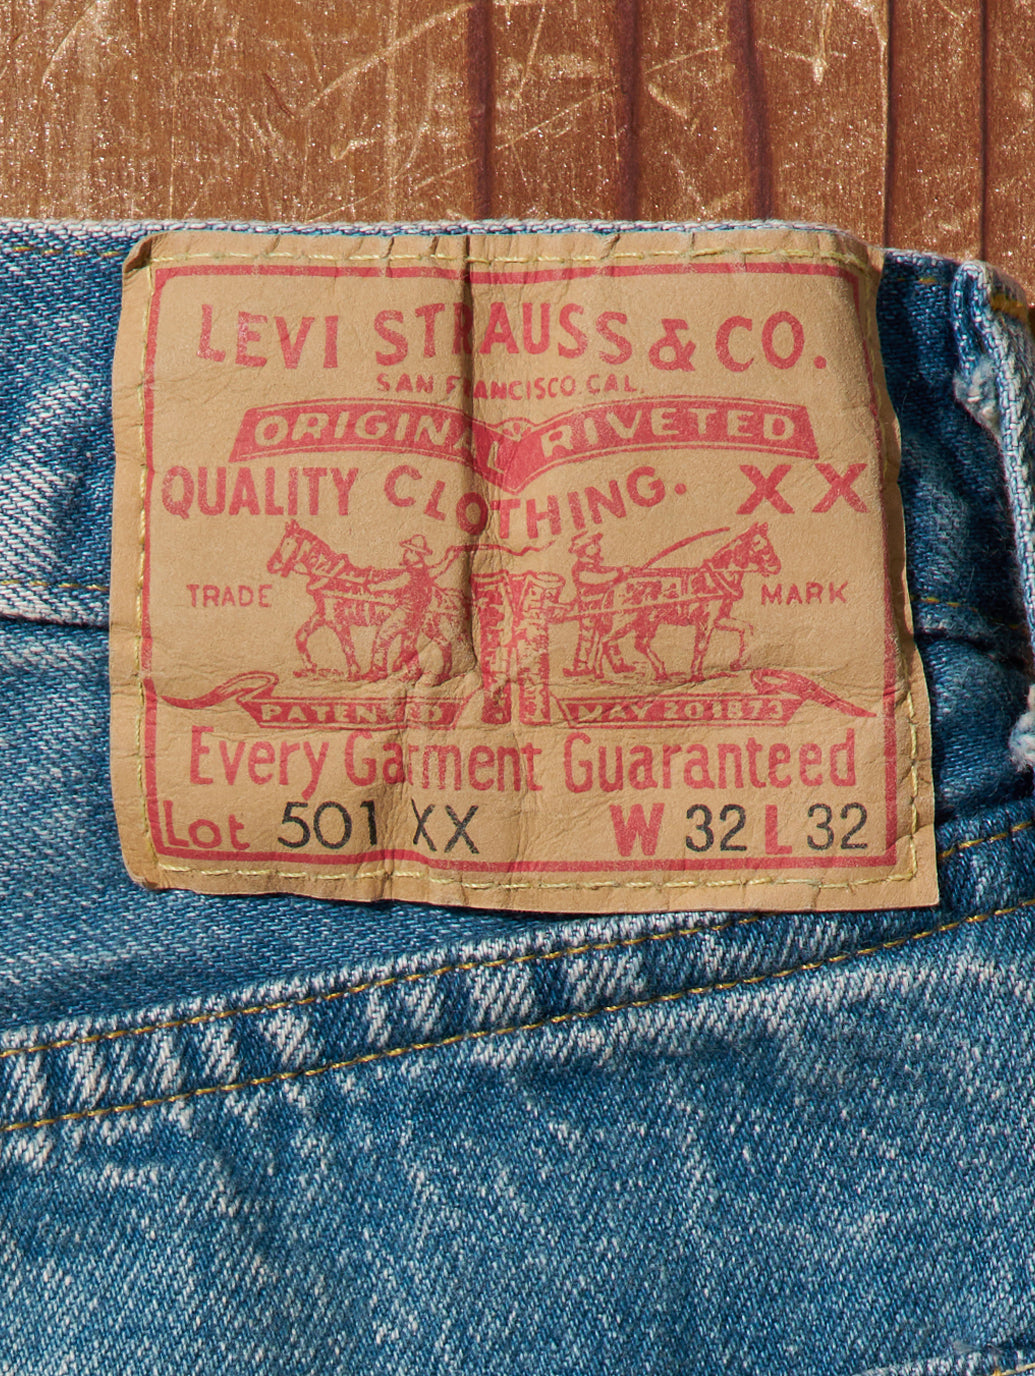 LEVI STRAUSS & CO.
SAN FRANCISCO CAL.
ORIGINAL RIVETED
QUALITY CLOTHING. XX
TRADE MARK
PATENTED MAY 20 1873
Every Garment Guaranteed
Lot 501 XX W 32 L 32